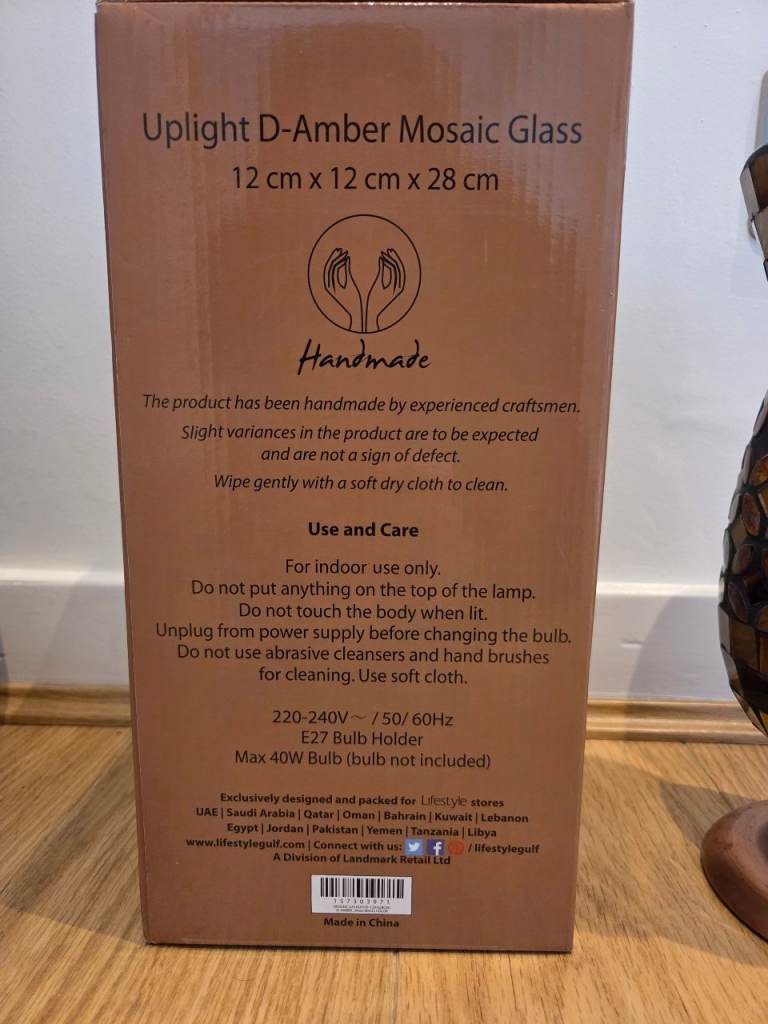 Uplight D-Amber Mosaic Glass
12 cm x 12 cm x 28 cm
Handmade
The product has been handmade by experienced craftsmen.
Slight variances in the product are to be expected
and are not a sign of defect.
Wipe gently with a soft dry cloth to clean.
Use and Care
For indoor use only.
Do not put anything on the top of the lamp.
Do not touch the body when lit.
Unplug from power supply before changing the bulb.
Do not use abrasive cleansers and hand brushes
for cleaning. Use soft cloth.
220-240V～ / 50/ 60Hz
E27 Bulb Holder
Max 40W Bulb (bulb not included)
Exclusively designed and packed for Lifestyle stores
UAE | Saudi Arabia | Qatar | Oman | Bahrain | Kuwait | Lebanon
Egypt | Jordan | Pakistan | Yemen | Tanzania | Libya
www.lifestylegulf.com | Connect with us: / lifestylegulf
A Division of Landmark Retail Ltd
157303971
Made in China